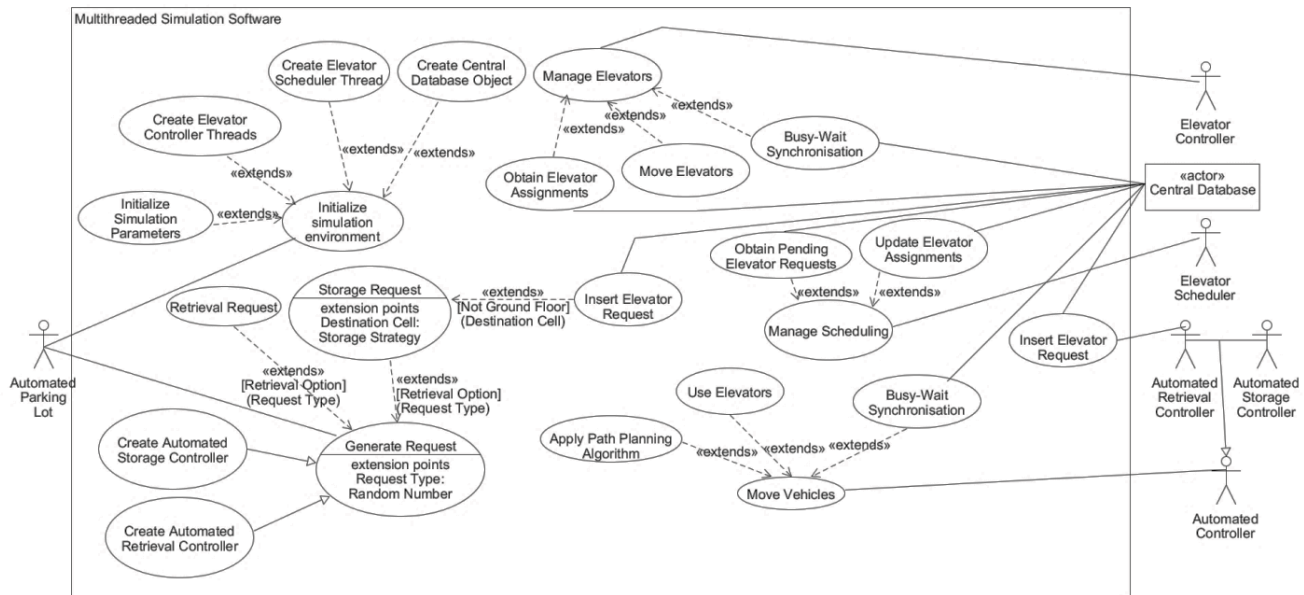 Multithreaded Simulation Software
Create Elevator
Scheduler Thread
Create Central
Database Object
Manage Elevators
Create Elevator
Controller Threads
«extends»
«extends»
«extends»
«extends»
«extends»
«extends»
Busy-Wait
Synchronisation
Elevator
Controller
Obtain Elevator
Assignments
Move Elevators
«actor»
Central Database
Initialize
Simulation
Parameters
«extends»
Initialize
simulation
environment
Obtain Pending
Elevator Requests
Update Elevator
Assignments
Elevator
Scheduler
Retrieval Request
Storage Request
extension points
Destination Cell:
Storage Strategy
«extends»
[Not Ground Floor]
(Destination Cell)
Insert Elevator
Request
«extends»
«extends»
Manage Scheduling
Insert Elevator
Request
Automated
Parking
Lot
«extends»
[Retrieval Option]
(Request Type)
«extends»
[Retrieval Option]
(Request Type)
Automated
Retrieval
Controller
Automated
Storage
Controller
Use Elevators
Busy-Wait
Synchronisation
Create Automated
Storage Controller
Generate Request
extension points
Request Type:
Random Number
Apply Path Planning
Algorithm
«extends»
«extends»
«extends»
Move Vehicles
Create Automated
Retrieval Controller
Automated
Controller